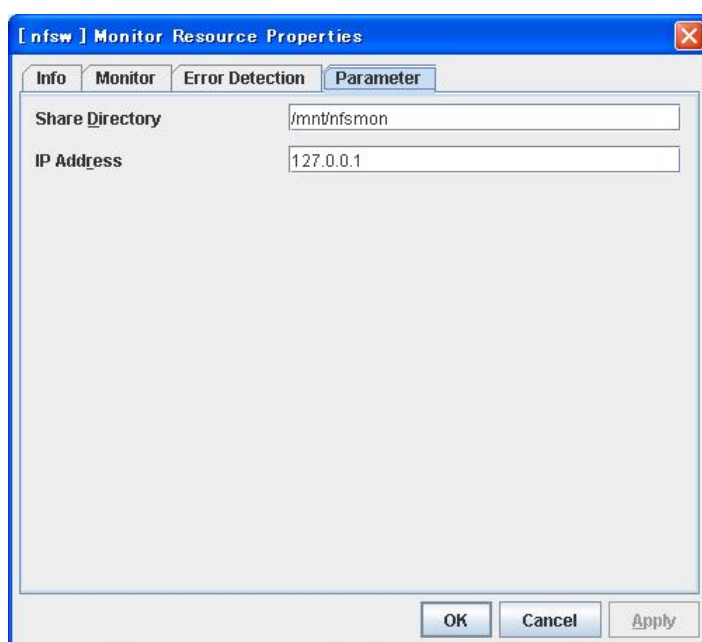 [ nfsw ] Monitor Resource Properties
Info Monitor Error Detection Parameter
Share Directory /mnt/nfsmon
IP Address 127.0.0.1
OK Cancel Apply